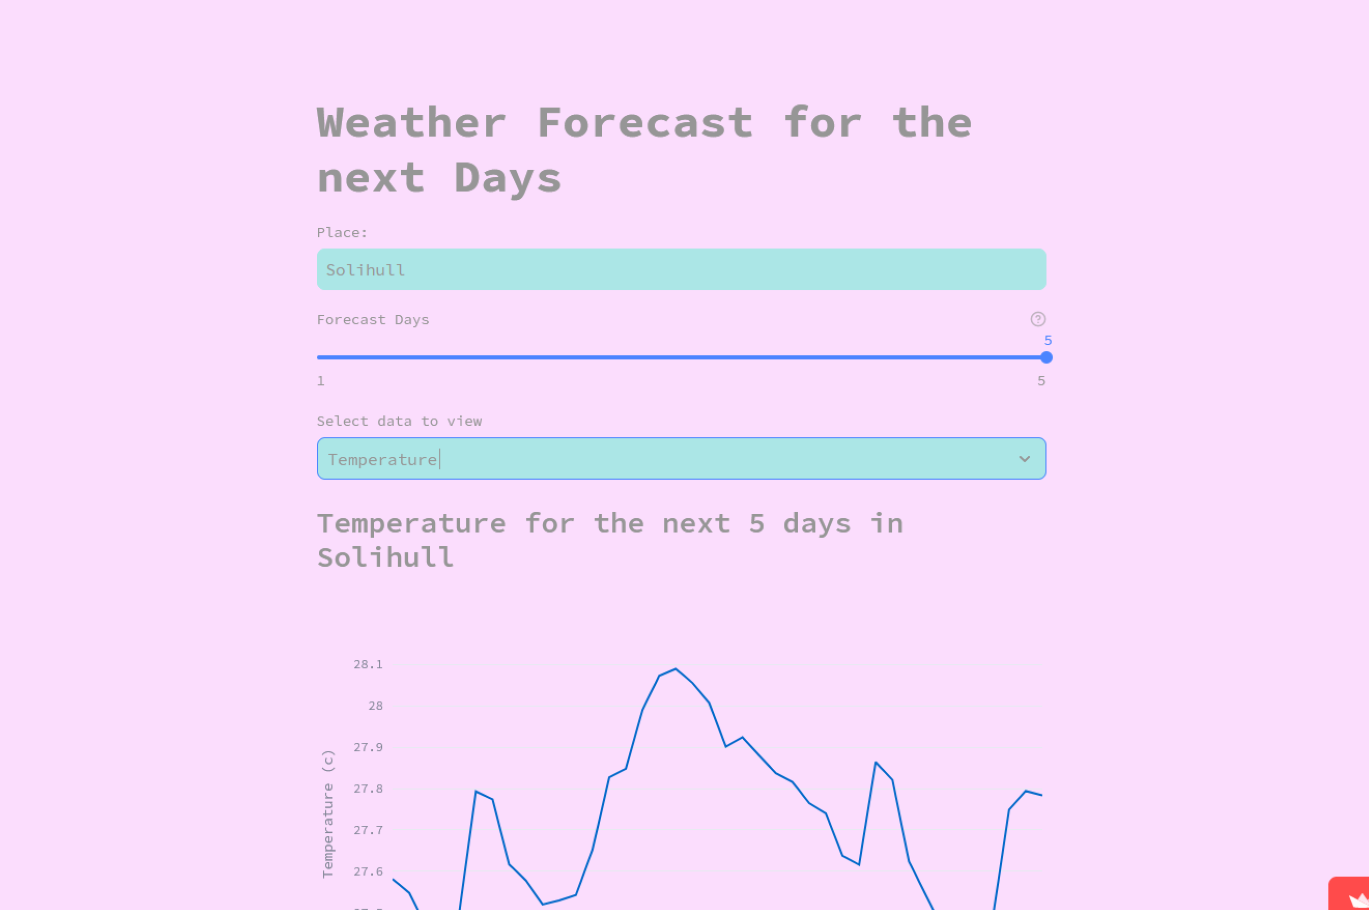 Weather Forecast for the
next Days
Place:
Solihull
Forecast Days
5
1 5
Select data to view
Temperature
Temperature for the next 5 days in
Solihull
28.1
28
27.9
27.8
27.7
27.6
Temperature (c)